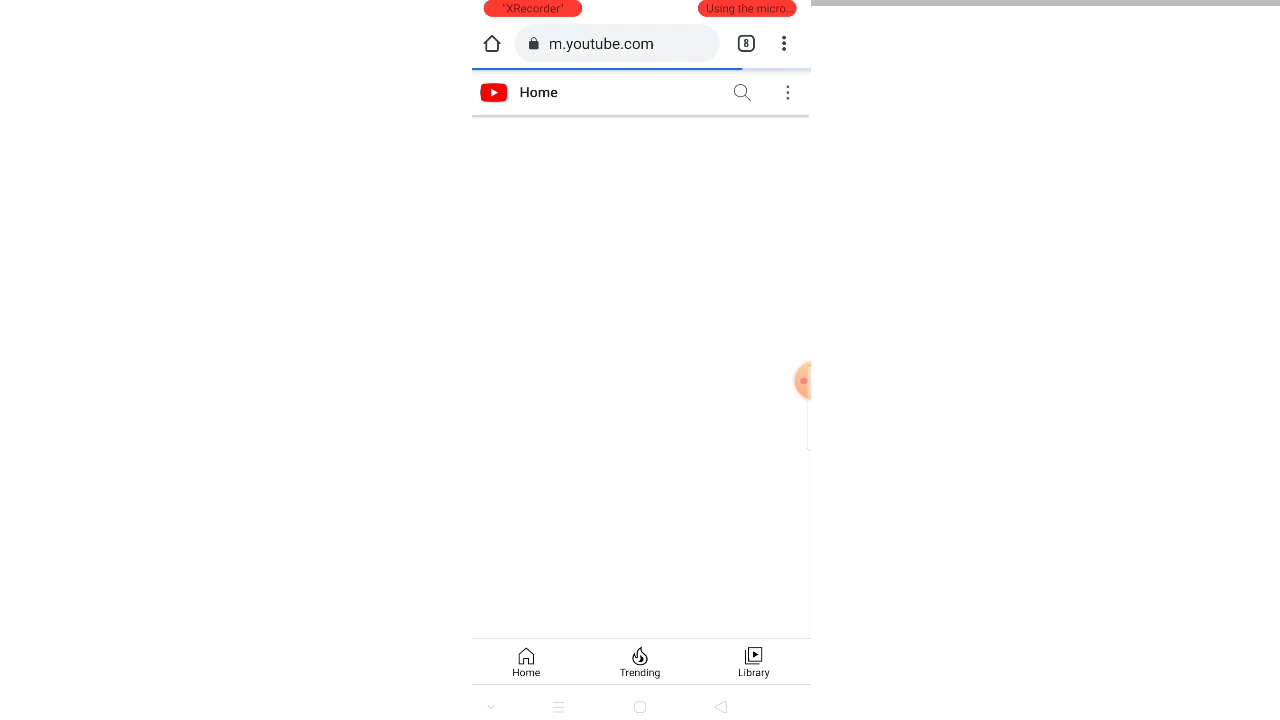 "XRecorder"
Using the micro...
m.youtube.com
8
Home
Home
Trending
Library